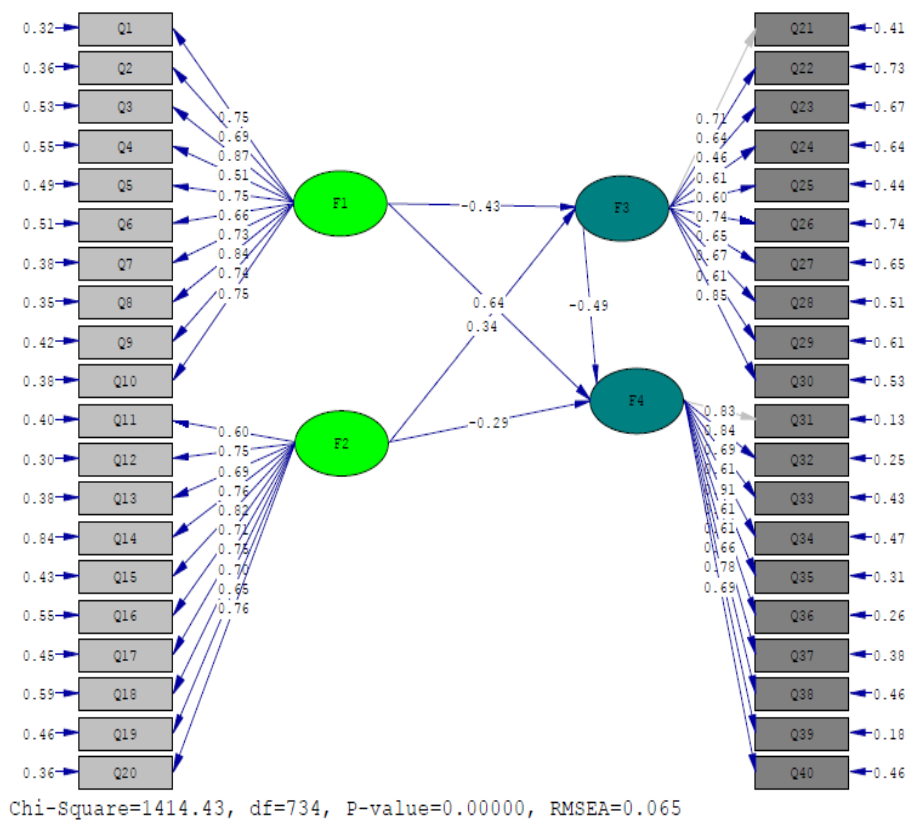 0.32 Q1 Q21 0.41
0.36 Q2 Q22 0.73
0.53 Q3 Q23 0.67
0.55 Q4 Q24 0.64
0.49 Q5 Q25 0.44
0.51 Q6 Q26 0.74
0.38 Q7 Q27 0.65
0.35 Q8 Q28 0.51
0.42 Q9 Q29 0.61
0.38 Q10 Q30 0.53
0.40 Q11 Q31 0.13
0.30 Q12 Q32 0.25
0.38 Q13 Q33 0.43
0.84 Q14 Q34 0.47
0.43 Q15 Q35 0.31
0.55 Q16 Q36 0.26
0.45 Q17 Q37 0.38
0.59 Q18 Q38 0.46
0.46 Q19 Q39 0.18
0.36 Q20 Q40 0.46
0.75
0.69
0.87
0.51
0.75
0.66
0.73
0.84
0.74
0.75
F1
0.60
0.75
0.69
0.76
0.82
0.71
0.75
0.70
0.65
0.76
F2
-0.43
0.64
0.34
-0.49
-0.29
F3
0.71
0.64
0.46
0.61
0.60
0.74
0.65
0.67
0.61
0.85
F4
0.83
0.84
0.69
0.61
0.91
0.61
0.61
0.66
0.78
0.69
Chi-Square=1414.43, df=734, P-value=0.00000, RMSEA=0.065